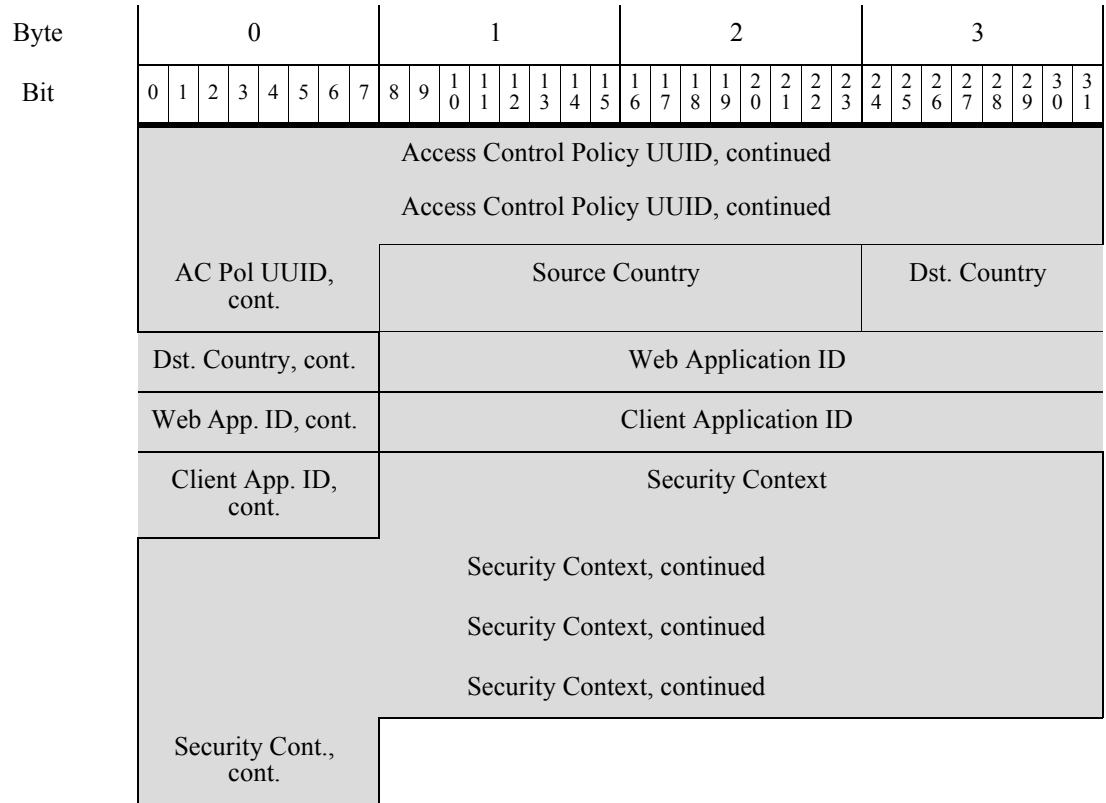 Byte 0 1 2 3
Bit 0 1 2 3 4 5 6 7 8 9 10 11 12 13 14 15 16 17 18 19 20 21 22 23 24 25 26 27 28 29 30 31
Access Control Policy UUID, continued
Access Control Policy UUID, continued
AC Pol UUID,
cont.
Source Country
Dst. Country
Dst. Country, cont.
Web Application ID
Web App. ID, cont.
Client Application ID
Client App. ID,
cont.
Security Context
Security Context, continued
Security Context, continued
Security Context, continued
Security Cont.,
cont.